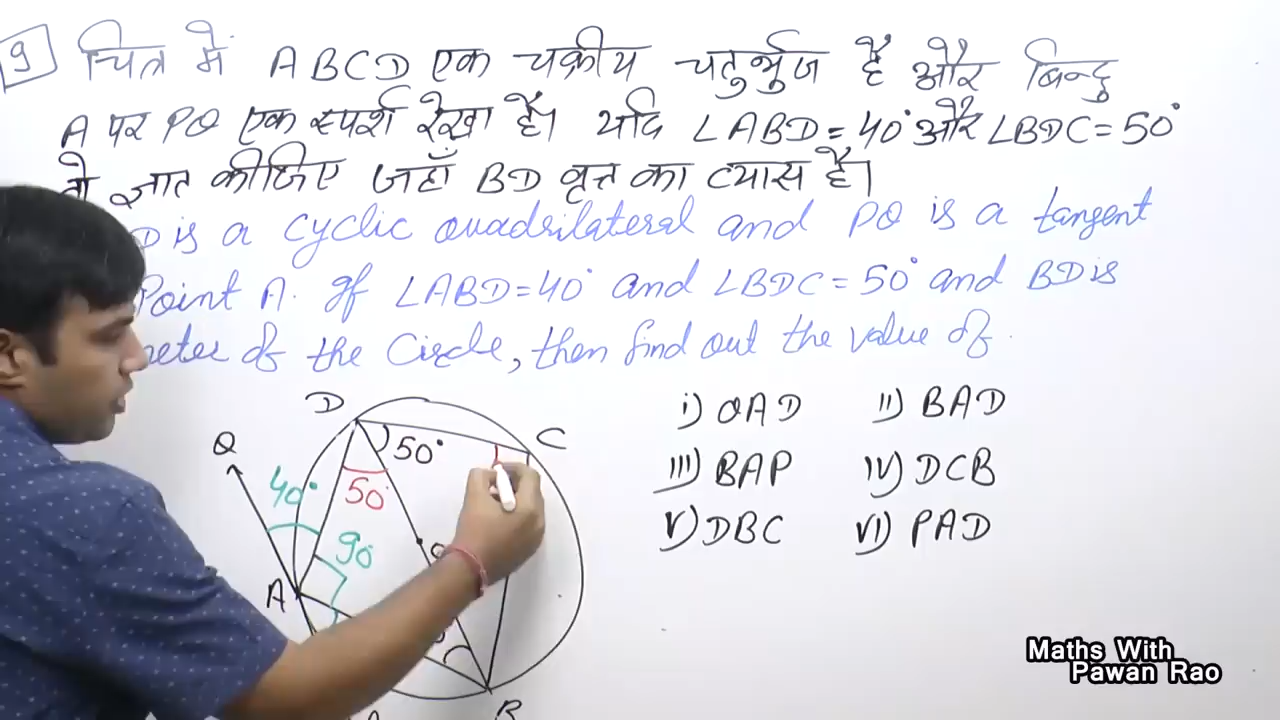 9 चित्र में ABCD एक चक्रीय चतुर्भुज है और बिन्दु
A पर PQ एक स्पर्श रेखा है। यदि ∠ABD = 40° और ∠BDC = 50°
तो ज्ञात कीजिए जहाँ BD वृत्त का व्यास है।
D is a cyclic quadrilateral and PQ is a tangent
Point A. If ∠ABD = 40° and ∠BDC = 50° and BD is
meter of the Circle, then find out the value of.
i) QAD ii) BAD
iii) BAP iv) DCB
v) DBC vi) PAD
D
C
50°
Q
40°
50
90
A
B
Maths With
Pawan Rao